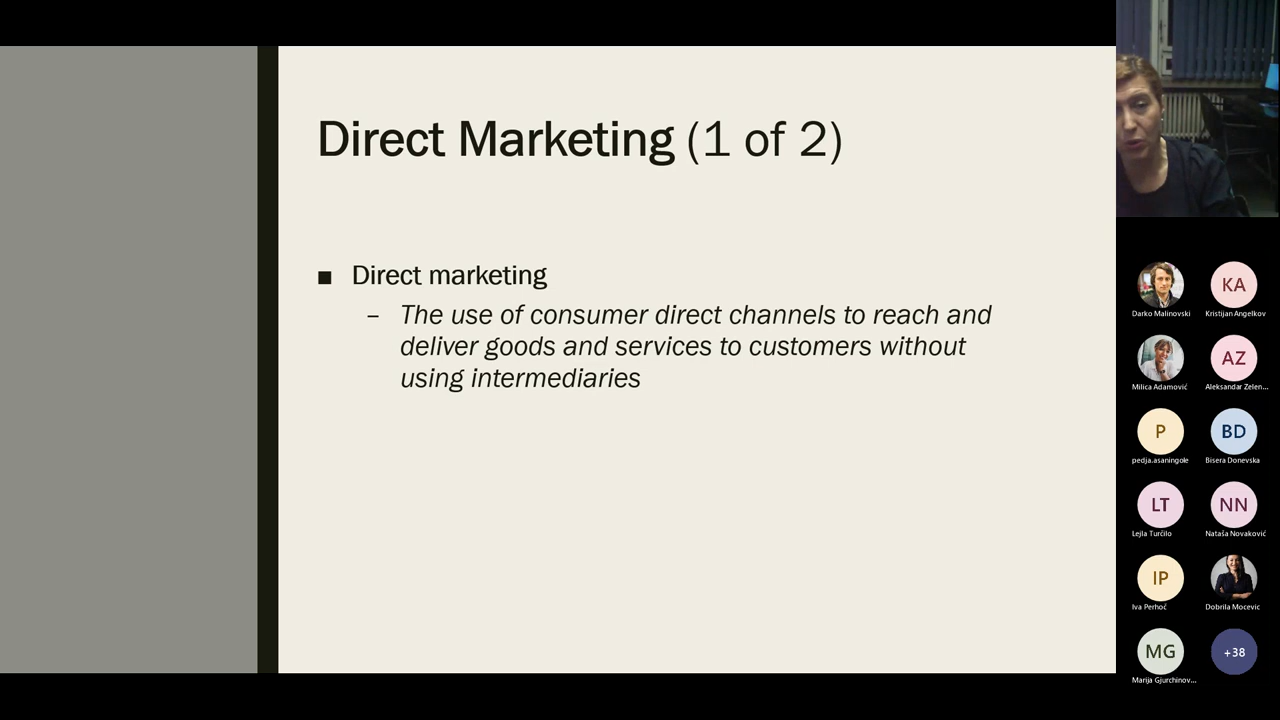 Direct Marketing (1 of 2)
■ Direct marketing
– The use of consumer direct channels to reach and
deliver goods and services to customers without
using intermediaries
Darko Malinovski
KA
Kristijan Angelkov
Milica Adamović
AZ
Aleksandar Zelen...
P
pedja.asaningole
BD
Bisera Donevska
LT
Lejla Turčilo
NN
Nataša Novaković
IP
Iva Perhoč
Dobrila Mocevic
MG
Marija Gjurchinov...
+38